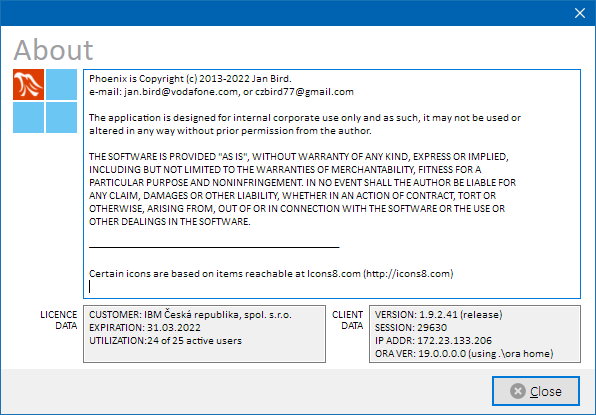 About
Phoenix is Copyright (c) 2013-2022 Jan Bird.
e-mail: jan.bird@vodafone.com, or czbird77@gmail.com
The application is designed for internal corporate use only and as such, it may not be used or
altered in any way without prior permission from the author.
THE SOFTWARE IS PROVIDED "AS IS", WITHOUT WARRANTY OF ANY KIND, EXPRESS OR IMPLIED,
INCLUDING BUT NOT LIMITED TO THE WARRANTIES OF MERCHANTABILITY, FITNESS FOR A
PARTICULAR PURPOSE AND NONINFRINGEMENT. IN NO EVENT SHALL THE AUTHOR BE LIABLE FOR
ANY CLAIM, DAMAGES OR OTHER LIABILITY, WHETHER IN AN ACTION OF CONTRACT, TORT OR
OTHERWISE, ARISING FROM, OUT OF OR IN CONNECTION WITH THE SOFTWARE OR THE USE OR
OTHER DEALINGS IN THE SOFTWARE.
Certain icons are based on items reachable at Icons8.com (http://icons8.com)
LICENCE
DATA
CUSTOMER: IBM Česká republika, spol. s.r.o.
EXPIRATION: 31.03.2022
UTILIZATION:24 of 25 active users
CLIENT
DATA
VERSION: 1.9.2.41 (release)
SESSION: 29630
IP ADDR: 172.23.133.206
ORA VER: 19.0.0.0.0 (using .\ora home)
Close